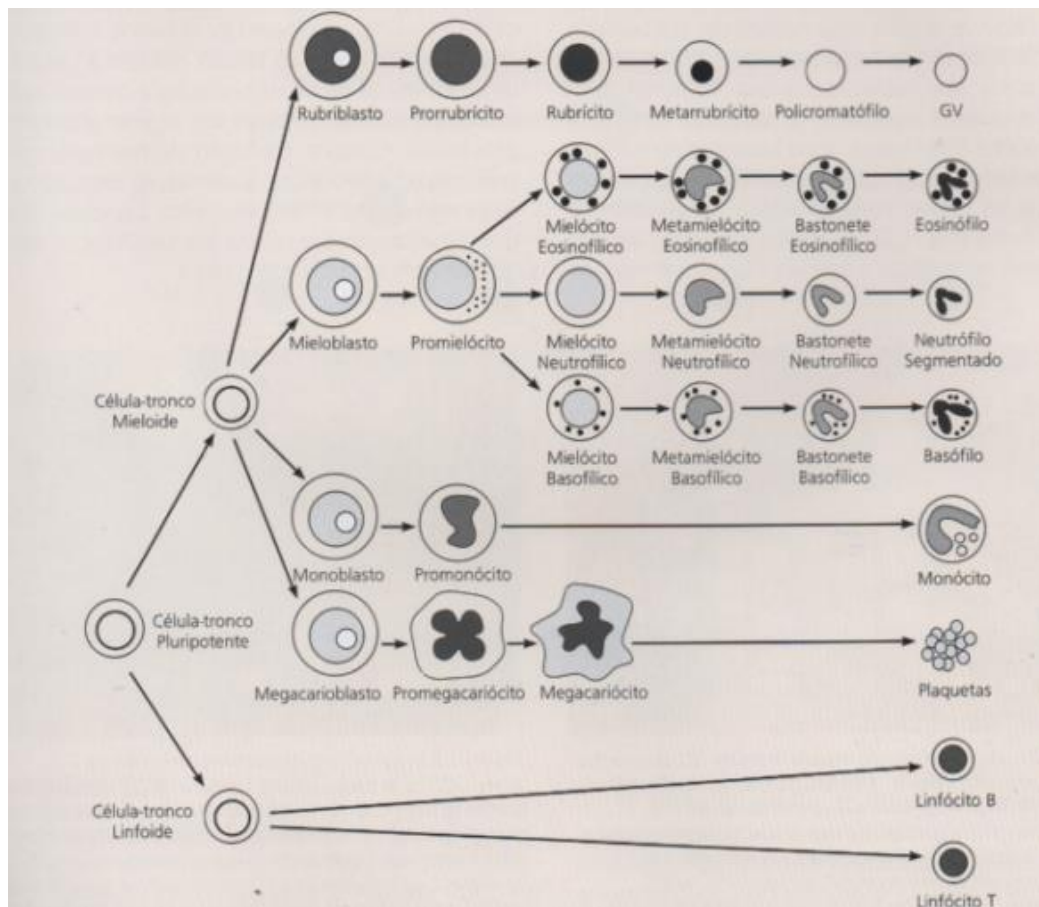 Rubriblasto
Prorrubrícito
Rubrícito
Metarrubrícito
Policromatófilo
GV
Mielócito
Eosinofílico
Metamielócito
Eosinofílico
Bastonete
Eosinofílico
Eosinófilo
Mieloblasto
Promielócito
Mielócito
Neutrofílico
Metamielócito
Neutrofílico
Bastonete
Neutrofílico
Neutrófilo
Segmentado
Célula-tronco
Mieloide
Mielócito
Basofílico
Metamielócito
Basofílico
Bastonete
Basofílico
Basófilo
Monoblasto
Promonócito
Monócito
Célula-tronco
Pluripotente
Megacarioblasto
Promegacariócito
Megacariócito
Plaquetas
Célula-tronco
Linfoide
Linfócito B
Linfócito T